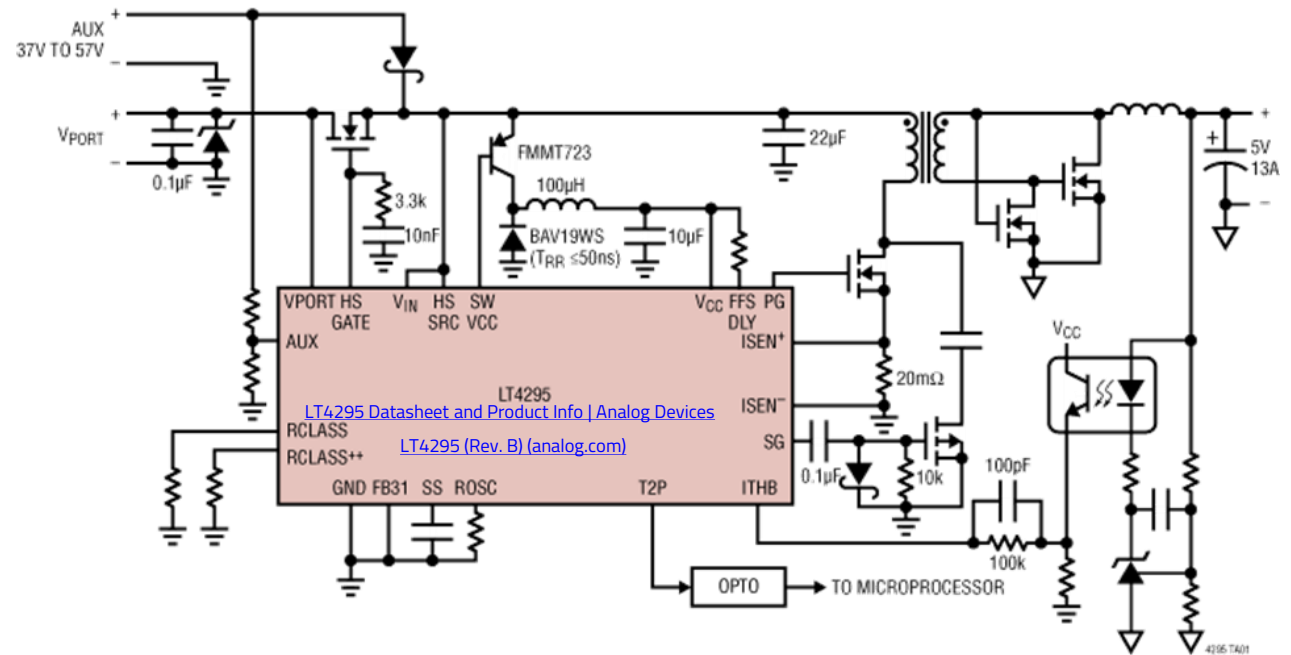 +
AUX
37V TO 57V
−
+
VPORT
−
0.1µF
3.3k
10nF
FMMT723
100µH
BAV19WS
(TRR ≤50ns)
10µF
22µF
+
+
5V
13A
−
VPORT HS GATE
VIN
HS SRC
SW VCC
VCC
FFS DLY
PG
AUX
ISEN+
20mΩ
LT4295
LT4295 Datasheet and Product Info | Analog Devices
ISEN−
RCLASS
LT4295 (Rev. B) (analog.com)
SG
RCLASS++
0.1µF
10k
VCC
100pF
GND FB31 SS ROSC
T2P
ITHB
100k
OPTO
TO MICROPROCESSOR
4295 TA01